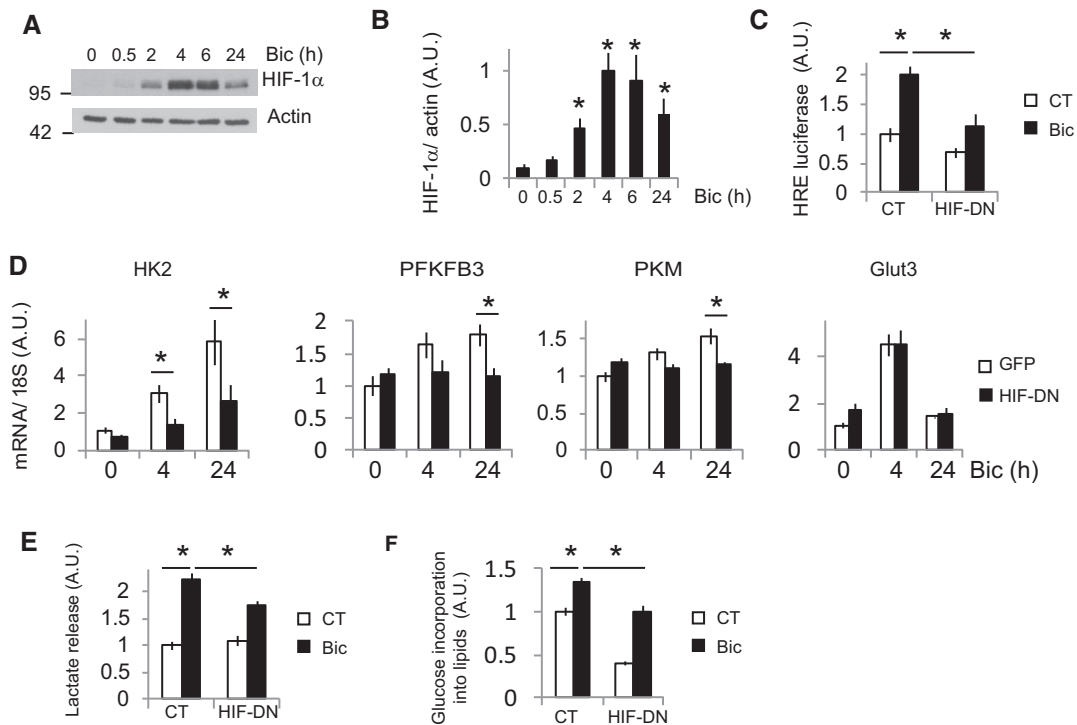 A
0 0.5 2 4 6 24 Bic (h)
HIF-1α
95
Actin
42
B
HIF-1α/ actin (A.U.)
1
0.5
0
* * * *
0 0.5 2 4 6 24 Bic (h)
C
HRE luciferase (A.U.)
2
1
0.5
0
* *
CT HIF-DN
CT
Bic
D
mRNA/ 18S (A.U.)
HK2
6
4
2
0
* *
0 4 24
PFKFB3
2
1.5
1
0.5
0
*
0 4 24
PKM
1.5
1
0.5
0
*
0 4 24
Glut3
4
2
0
0 4 24 Bic (h)
GFP
HIF-DN
E
Lactate release (A.U.)
2
1.5
1
0.5
0
* *
CT HIF-DN
CT
Bic
F
Glucose incorporation
into lipids (A.U.)
1.5
1
0.5
0
* *
CT HIF-DN
CT
Bic